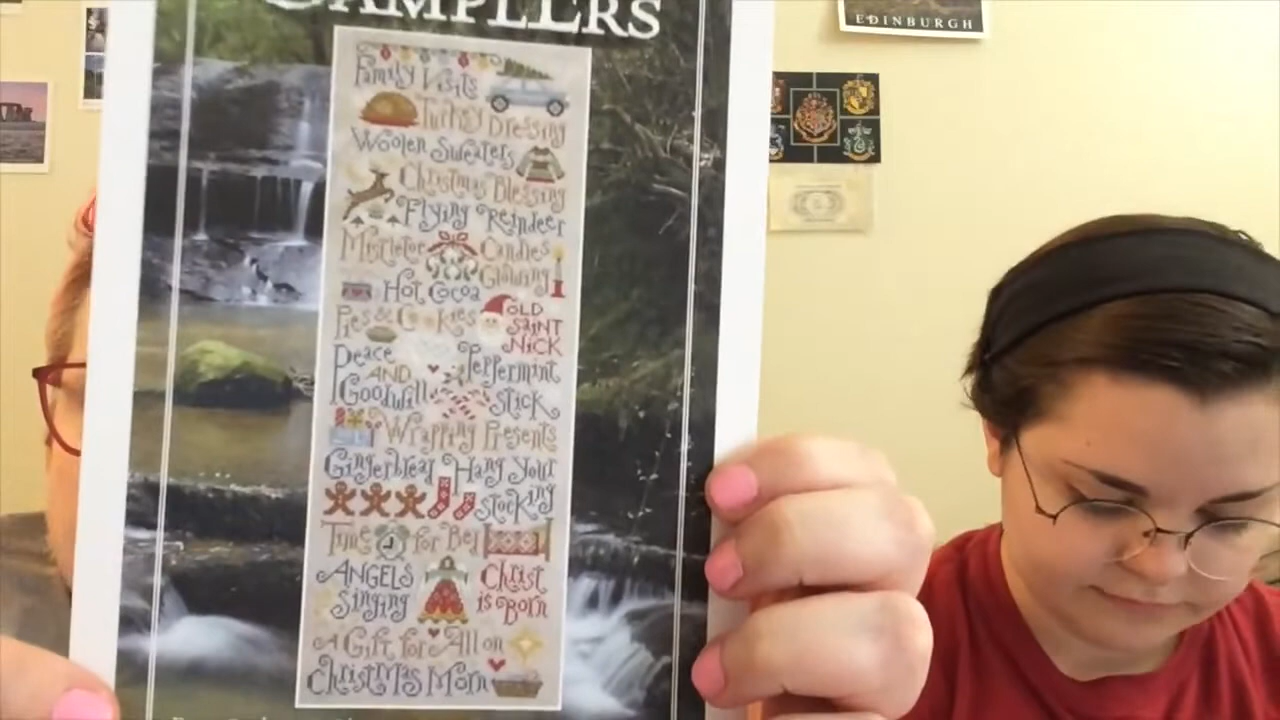 SAMPLERS
EDINBURGH
Family Visits
Turkey Dressing
Woolen Sweaters
Christmas Blessing
Flying Reindeer
Mistletoe Candles
Glowing
Hot Cocoa
Pies & Cookies OLD
SAINT
NICK
Peace
AND Peppermint
Goodwill Stick
Wrapping Presents
Gingerbread Hang Your
Stocking
Time for Bed
ANGELS Christ
Singing is Born
A Gift for All on
Christmas Morn